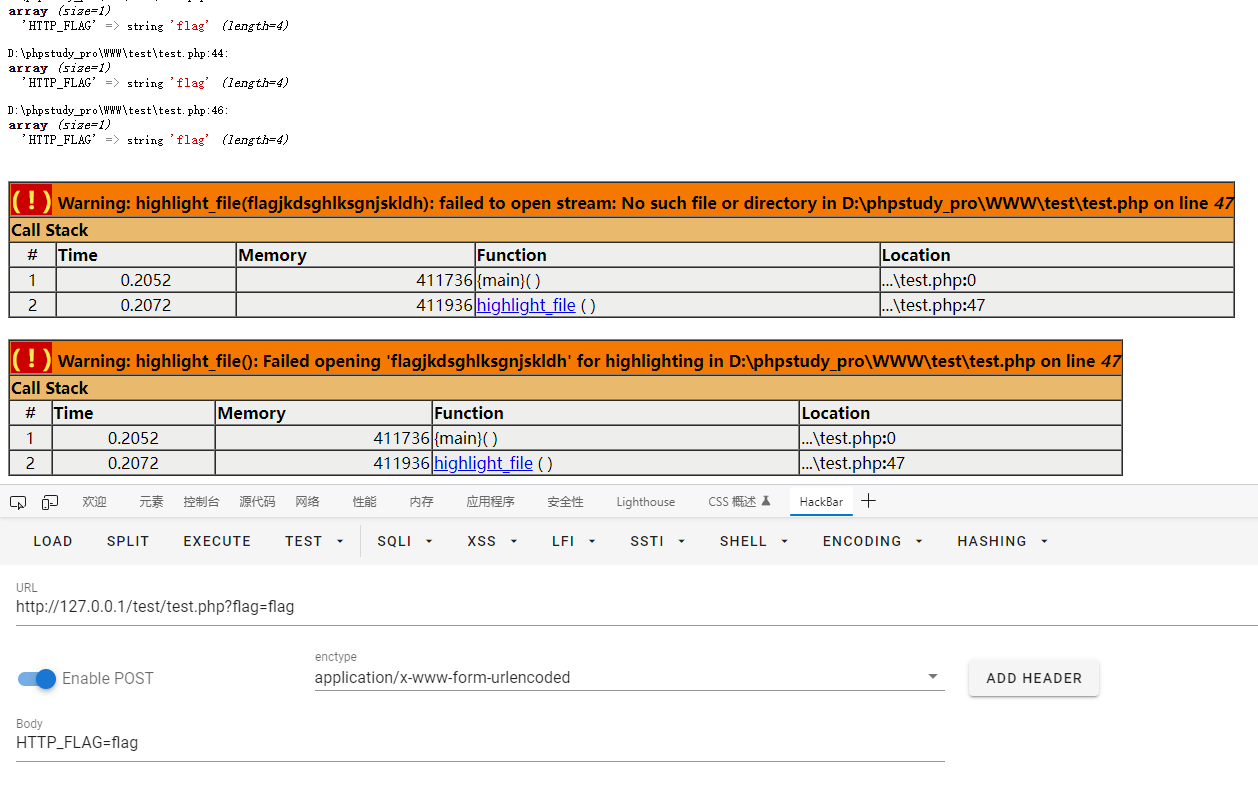 array (size=1)
'HTTP_FLAG' => string 'flag' (length=4)
D:\phpstudy_pro\WWW\test\test.php:44:
array (size=1)
'HTTP_FLAG' => string 'flag' (length=4)
D:\phpstudy_pro\WWW\test\test.php:46:
array (size=1)
'HTTP_FLAG' => string 'flag' (length=4)
( ! ) Warning: highlight_file(flagjkdsghlksgnjskldh): failed to open stream: No such file or directory in D:\phpstudy_pro\WWW\test\test.php on line 47
Call Stack
# Time Memory Function Location
1 0.2052 411736 {main}( ) ...\test.php:0
2 0.2072 411936 highlight_file ( ) ...\test.php:47
( ! ) Warning: highlight_file(): Failed opening 'flagjkdsghlksgnjskldh' for highlighting in D:\phpstudy_pro\WWW\test\test.php on line 47
Call Stack
# Time Memory Function Location
1 0.2052 411736 {main}( ) ...\test.php:0
2 0.2072 411936 highlight_file ( ) ...\test.php:47
欢迎 元素 控制台 源代码 网络 性能 内存 应用程序 安全性 Lighthouse CSS 概述 HackBar
LOAD SPLIT EXECUTE TEST SQLI XSS LFI SSTI SHELL ENCODING HASHING
URL
http://127.0.0.1/test/test.php?flag=flag
enctype
Enable POST application/x-www-form-urlencoded ADD HEADER
Body
HTTP_FLAG=flag